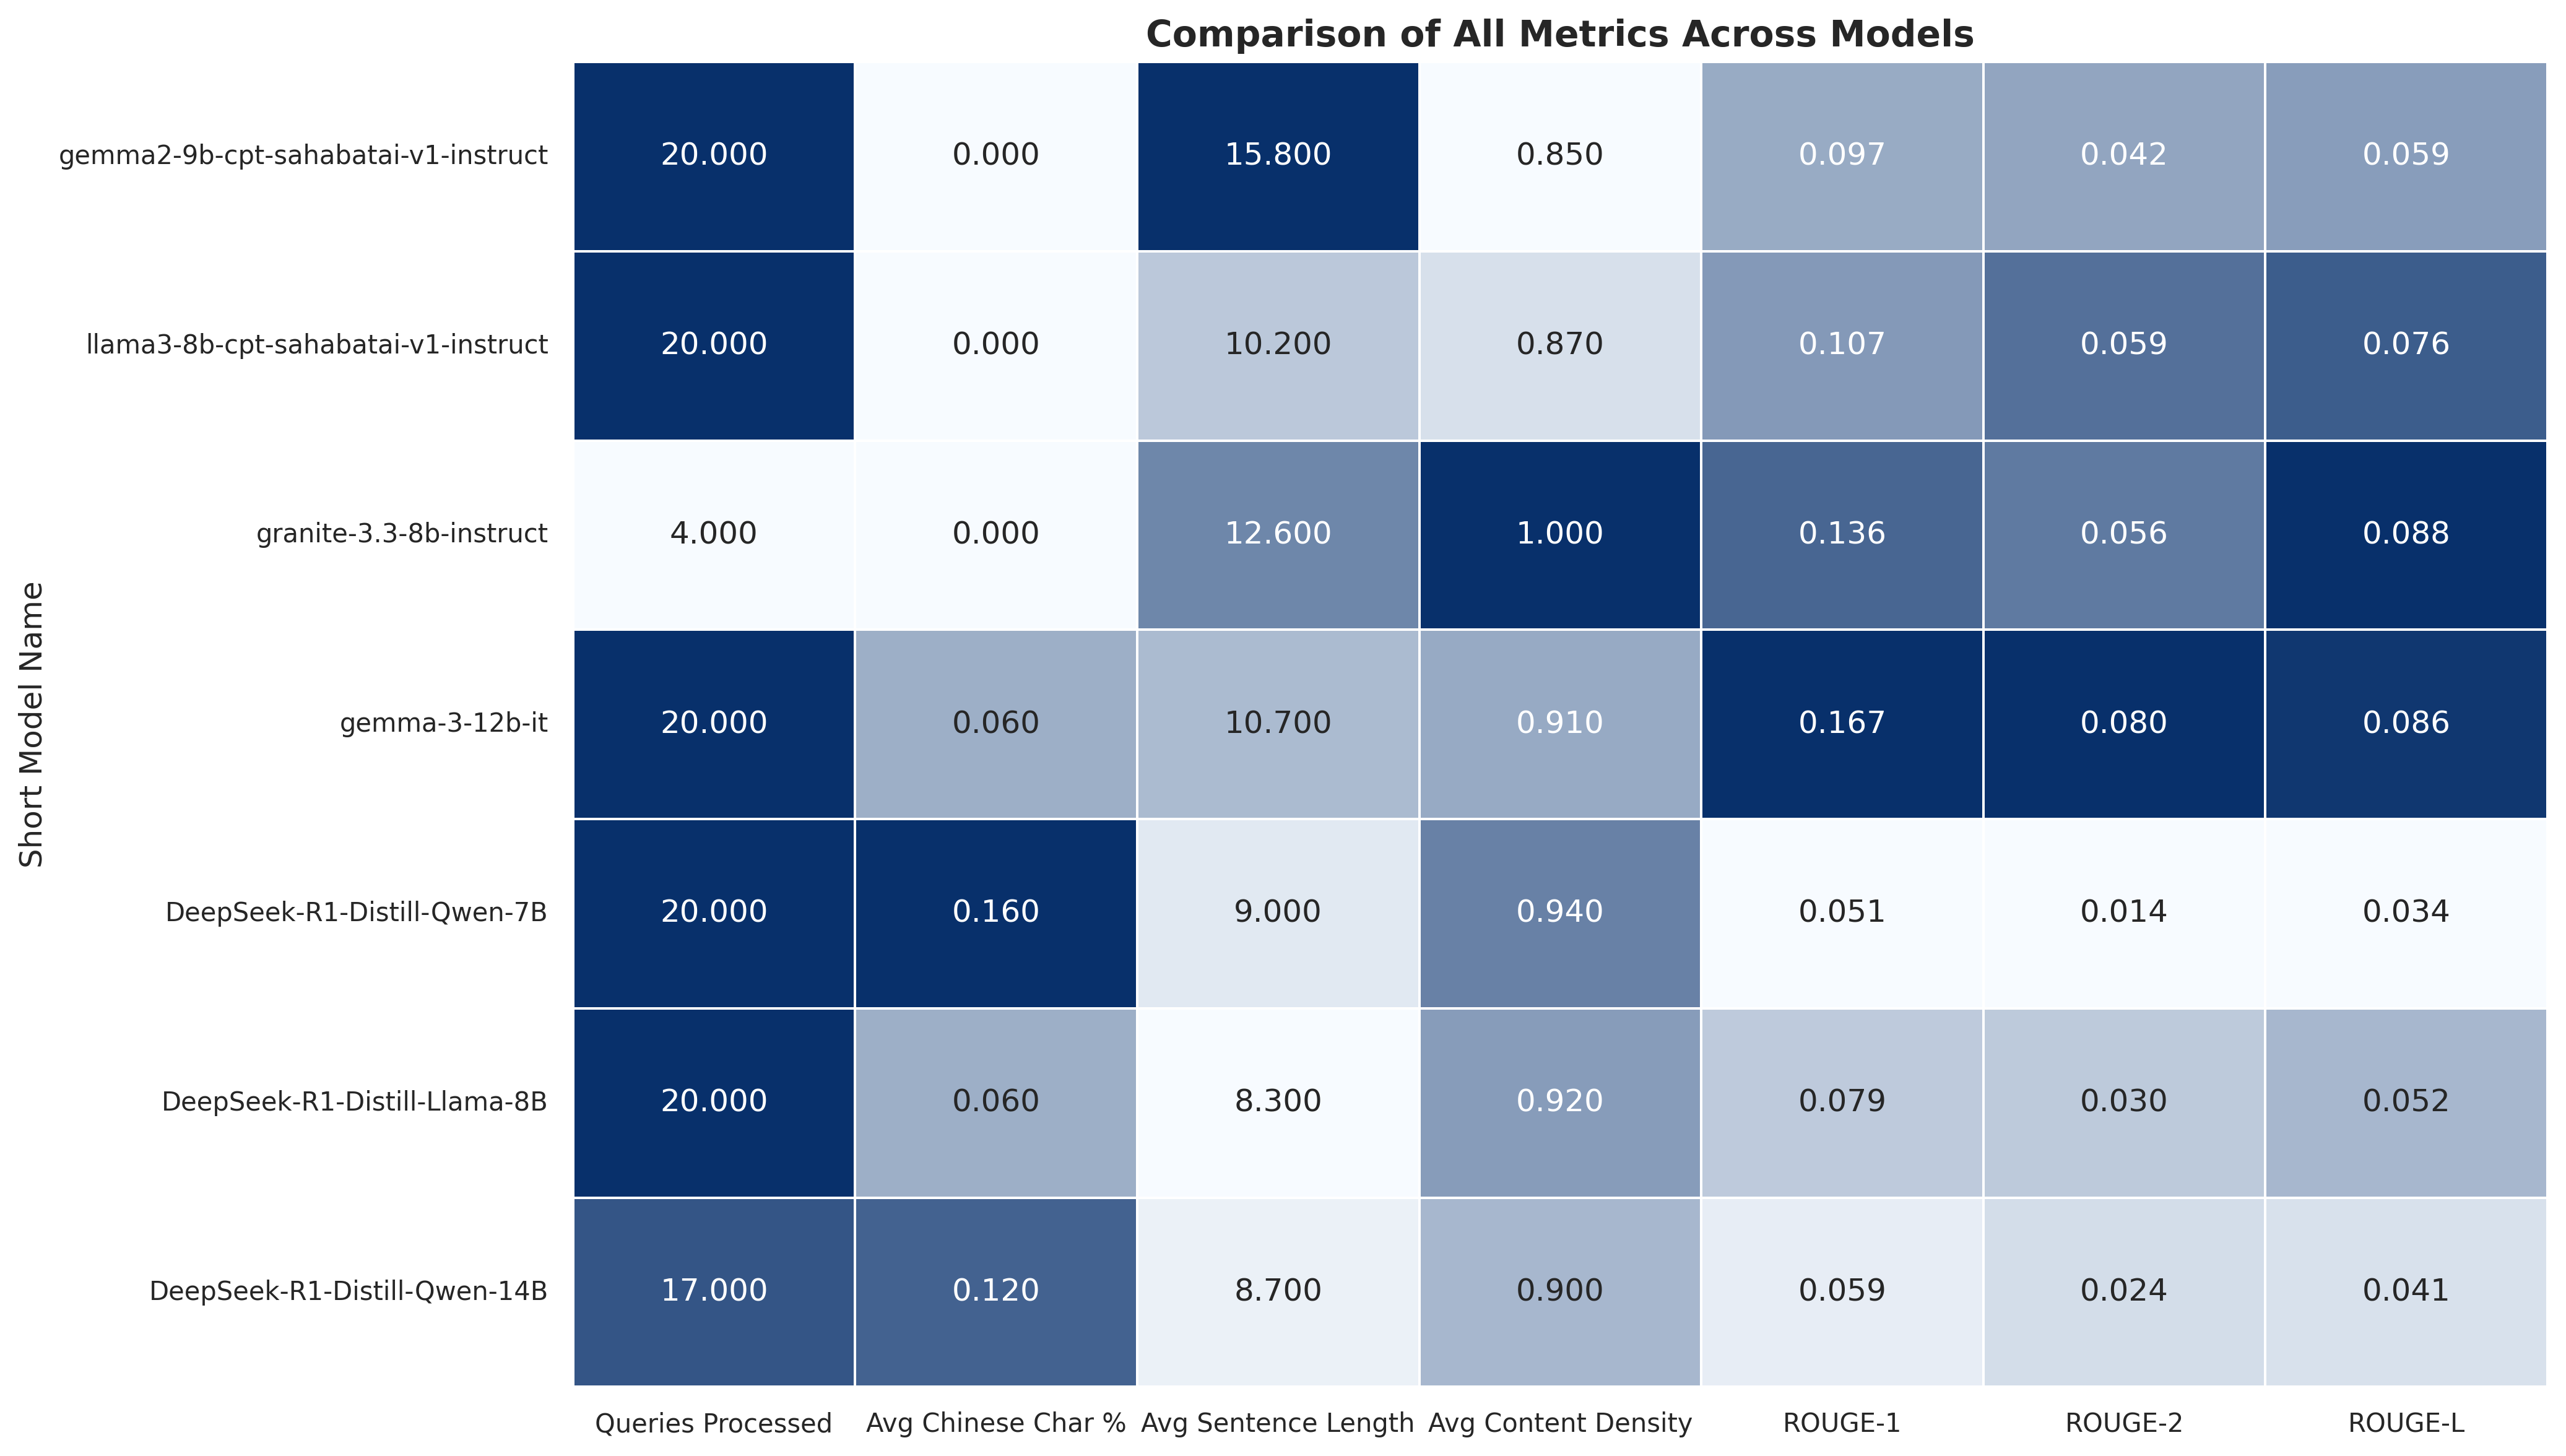 Comparison of All Metrics Across Models
Short Model Name
gemma2-9b-cpt-sahabatai-v1-instruct 20.000 0.000 15.800 0.850 0.097 0.042 0.059
llama3-8b-cpt-sahabatai-v1-instruct 20.000 0.000 10.200 0.870 0.107 0.059 0.076
granite-3.3-8b-instruct 4.000 0.000 12.600 1.000 0.136 0.056 0.088
gemma-3-12b-it 20.000 0.060 10.700 0.910 0.167 0.080 0.086
DeepSeek-R1-Distill-Qwen-7B 20.000 0.160 9.000 0.940 0.051 0.014 0.034
DeepSeek-R1-Distill-Llama-8B 20.000 0.060 8.300 0.920 0.079 0.030 0.052
DeepSeek-R1-Distill-Qwen-14B 17.000 0.120 8.700 0.900 0.059 0.024 0.041
Queries Processed Avg Chinese Char % Avg Sentence Length Avg Content Density ROUGE-1 ROUGE-2 ROUGE-L